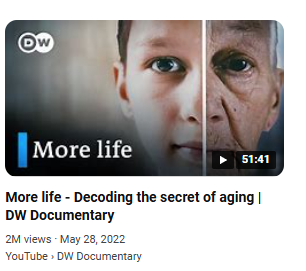 DW
More life
51:41
More life - Decoding the secret of aging |
DW Documentary
2M views · May 28, 2022
YouTube › DW Documentary